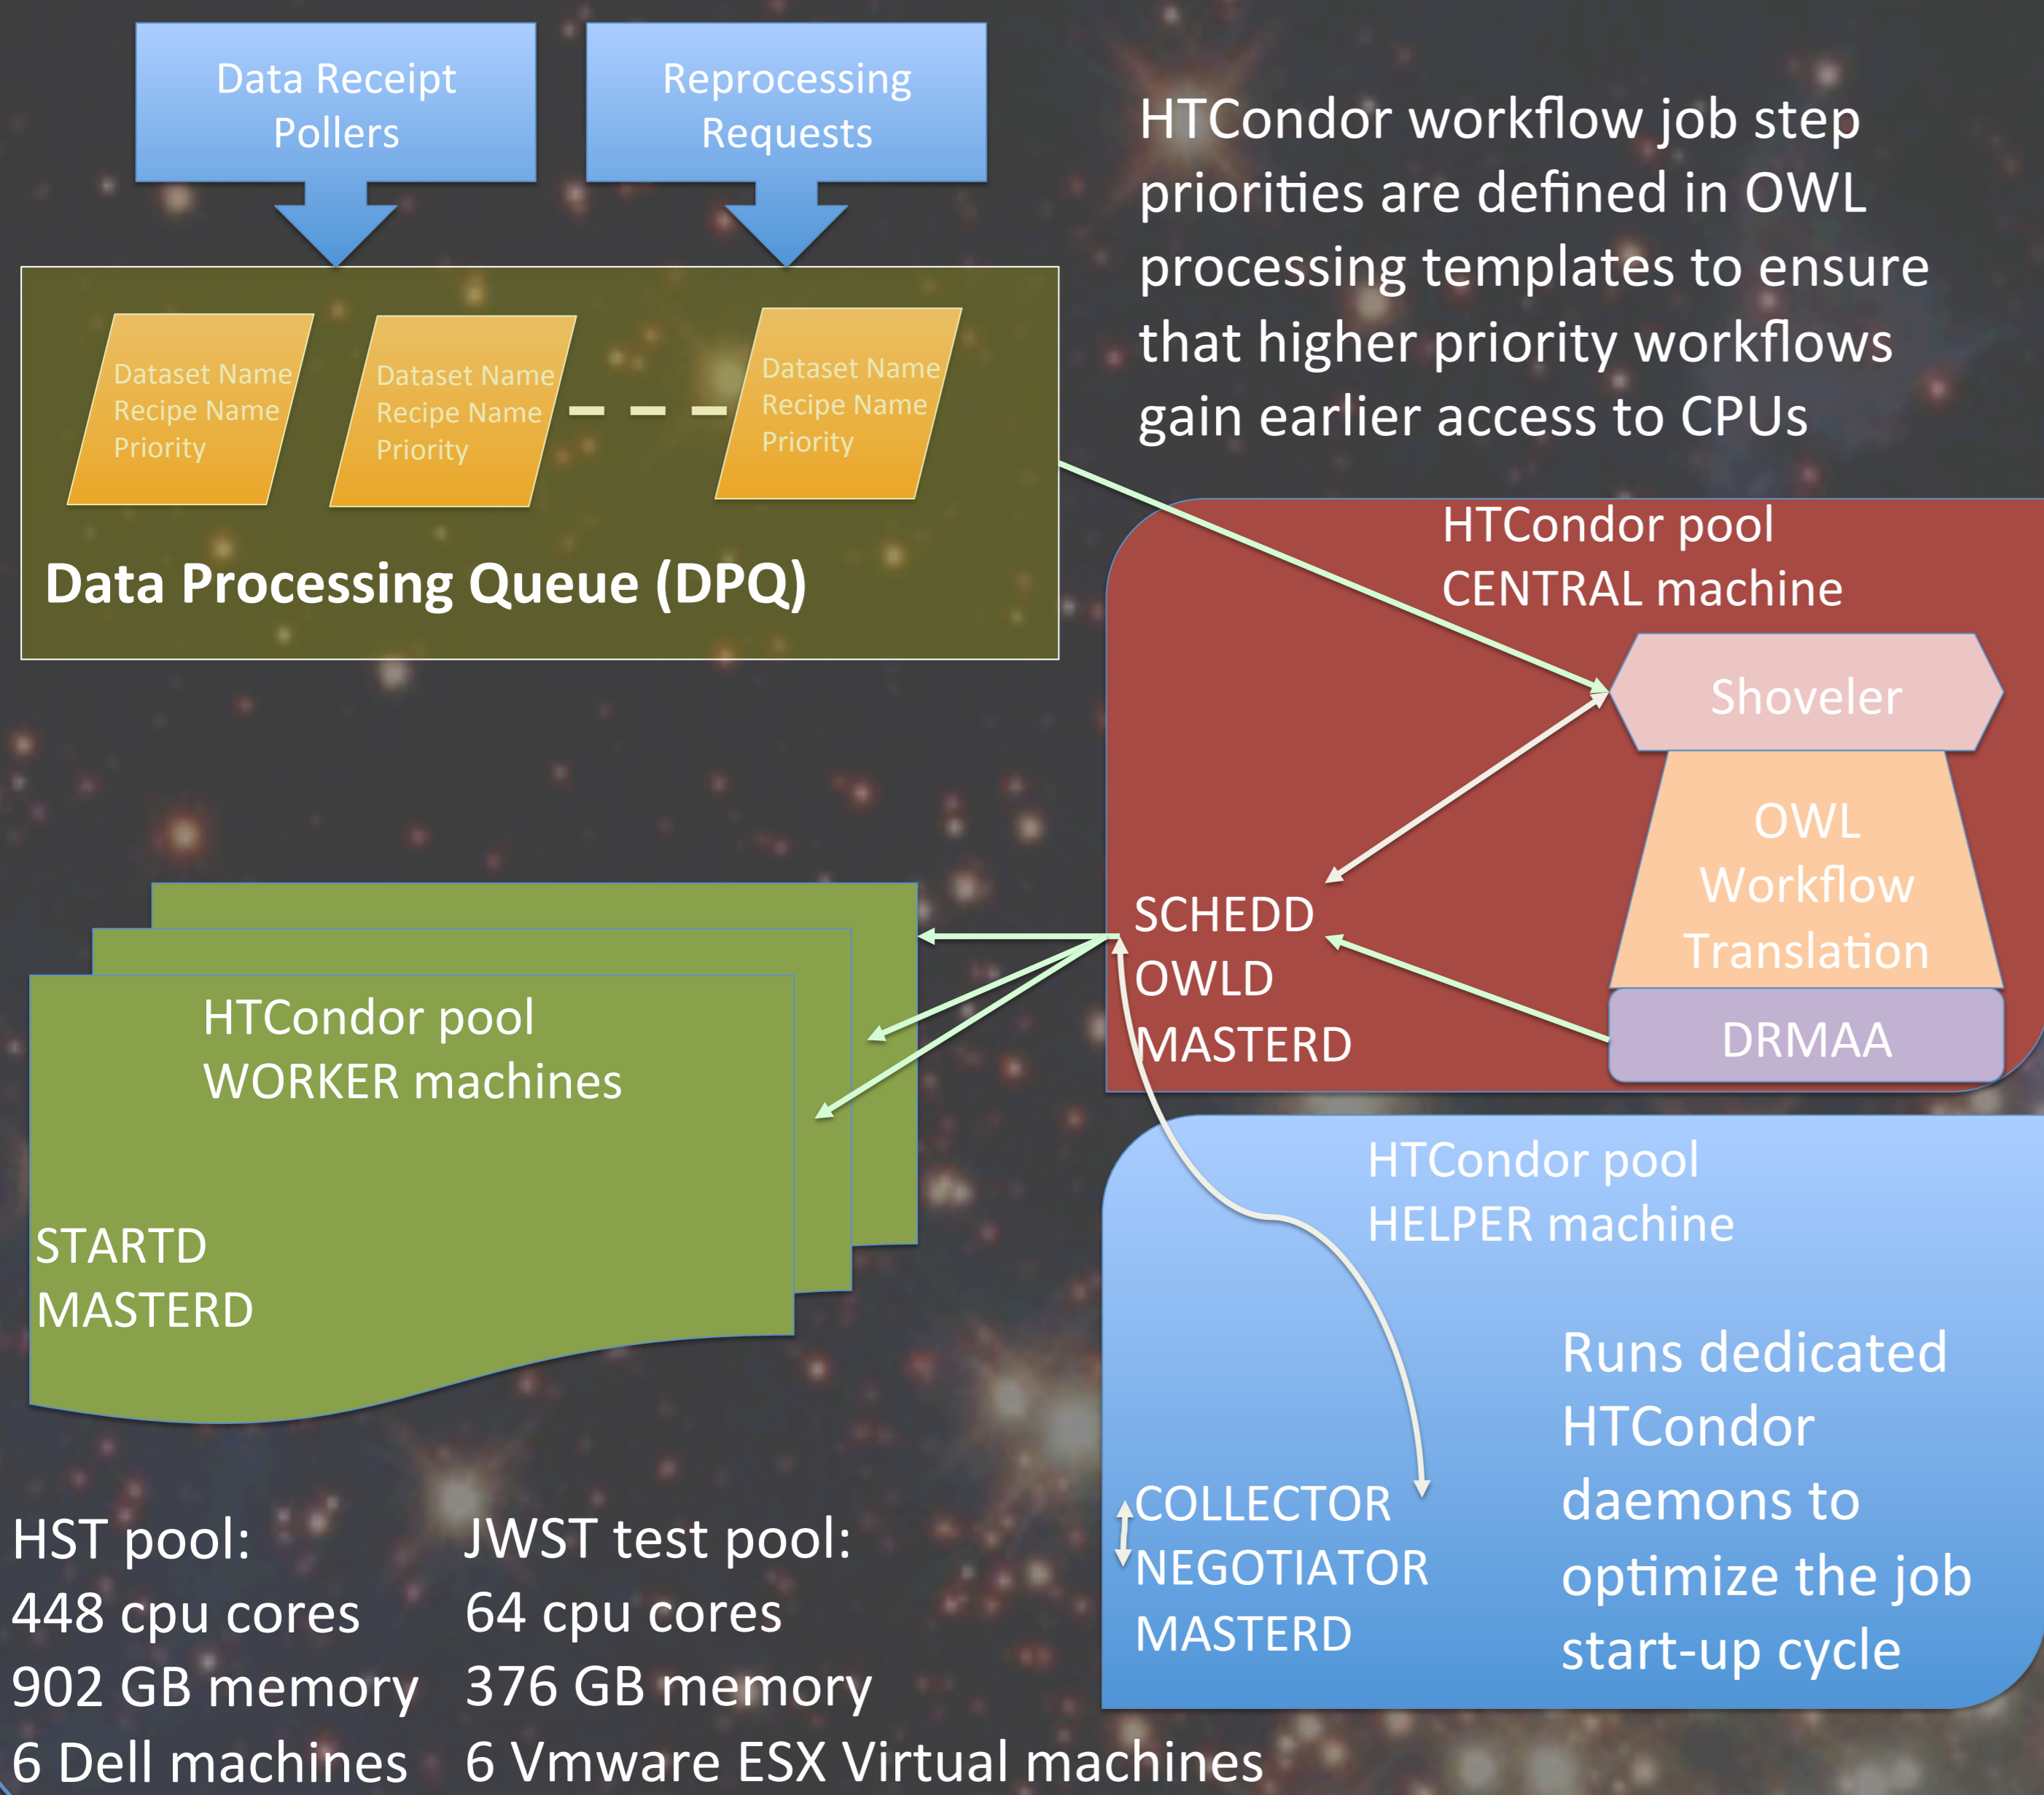 Data Receipt
Pollers
Reprocessing
Requests
HTCondor workflow job step
priorities are defined in OWL
processing templates to ensure
that higher priority workflows
gain earlier access to CPUs
Dataset Name
Recipe Name
Priority
Dataset Name
Recipe Name
Priority
Dataset Name
Recipe Name
Priority
Data Processing Queue (DPQ)
HTCondor pool
CENTRAL machine
Shoveler
OWL
Workflow
Translation
DRMAA
SCHEDD
OWLD
MASTERD
HTCondor pool
WORKER machines
STARTD
MASTERD
HTCondor pool
HELPER machine
Runs dedicated
HTCondor
daemons to
optimize the job
start-up cycle
COLLECTOR
NEGOTIATOR
MASTERD
HST pool:
448 cpu cores
902 GB memory
6 Dell machines
JWST test pool:
64 cpu cores
376 GB memory
6 Vmware ESX Virtual machines